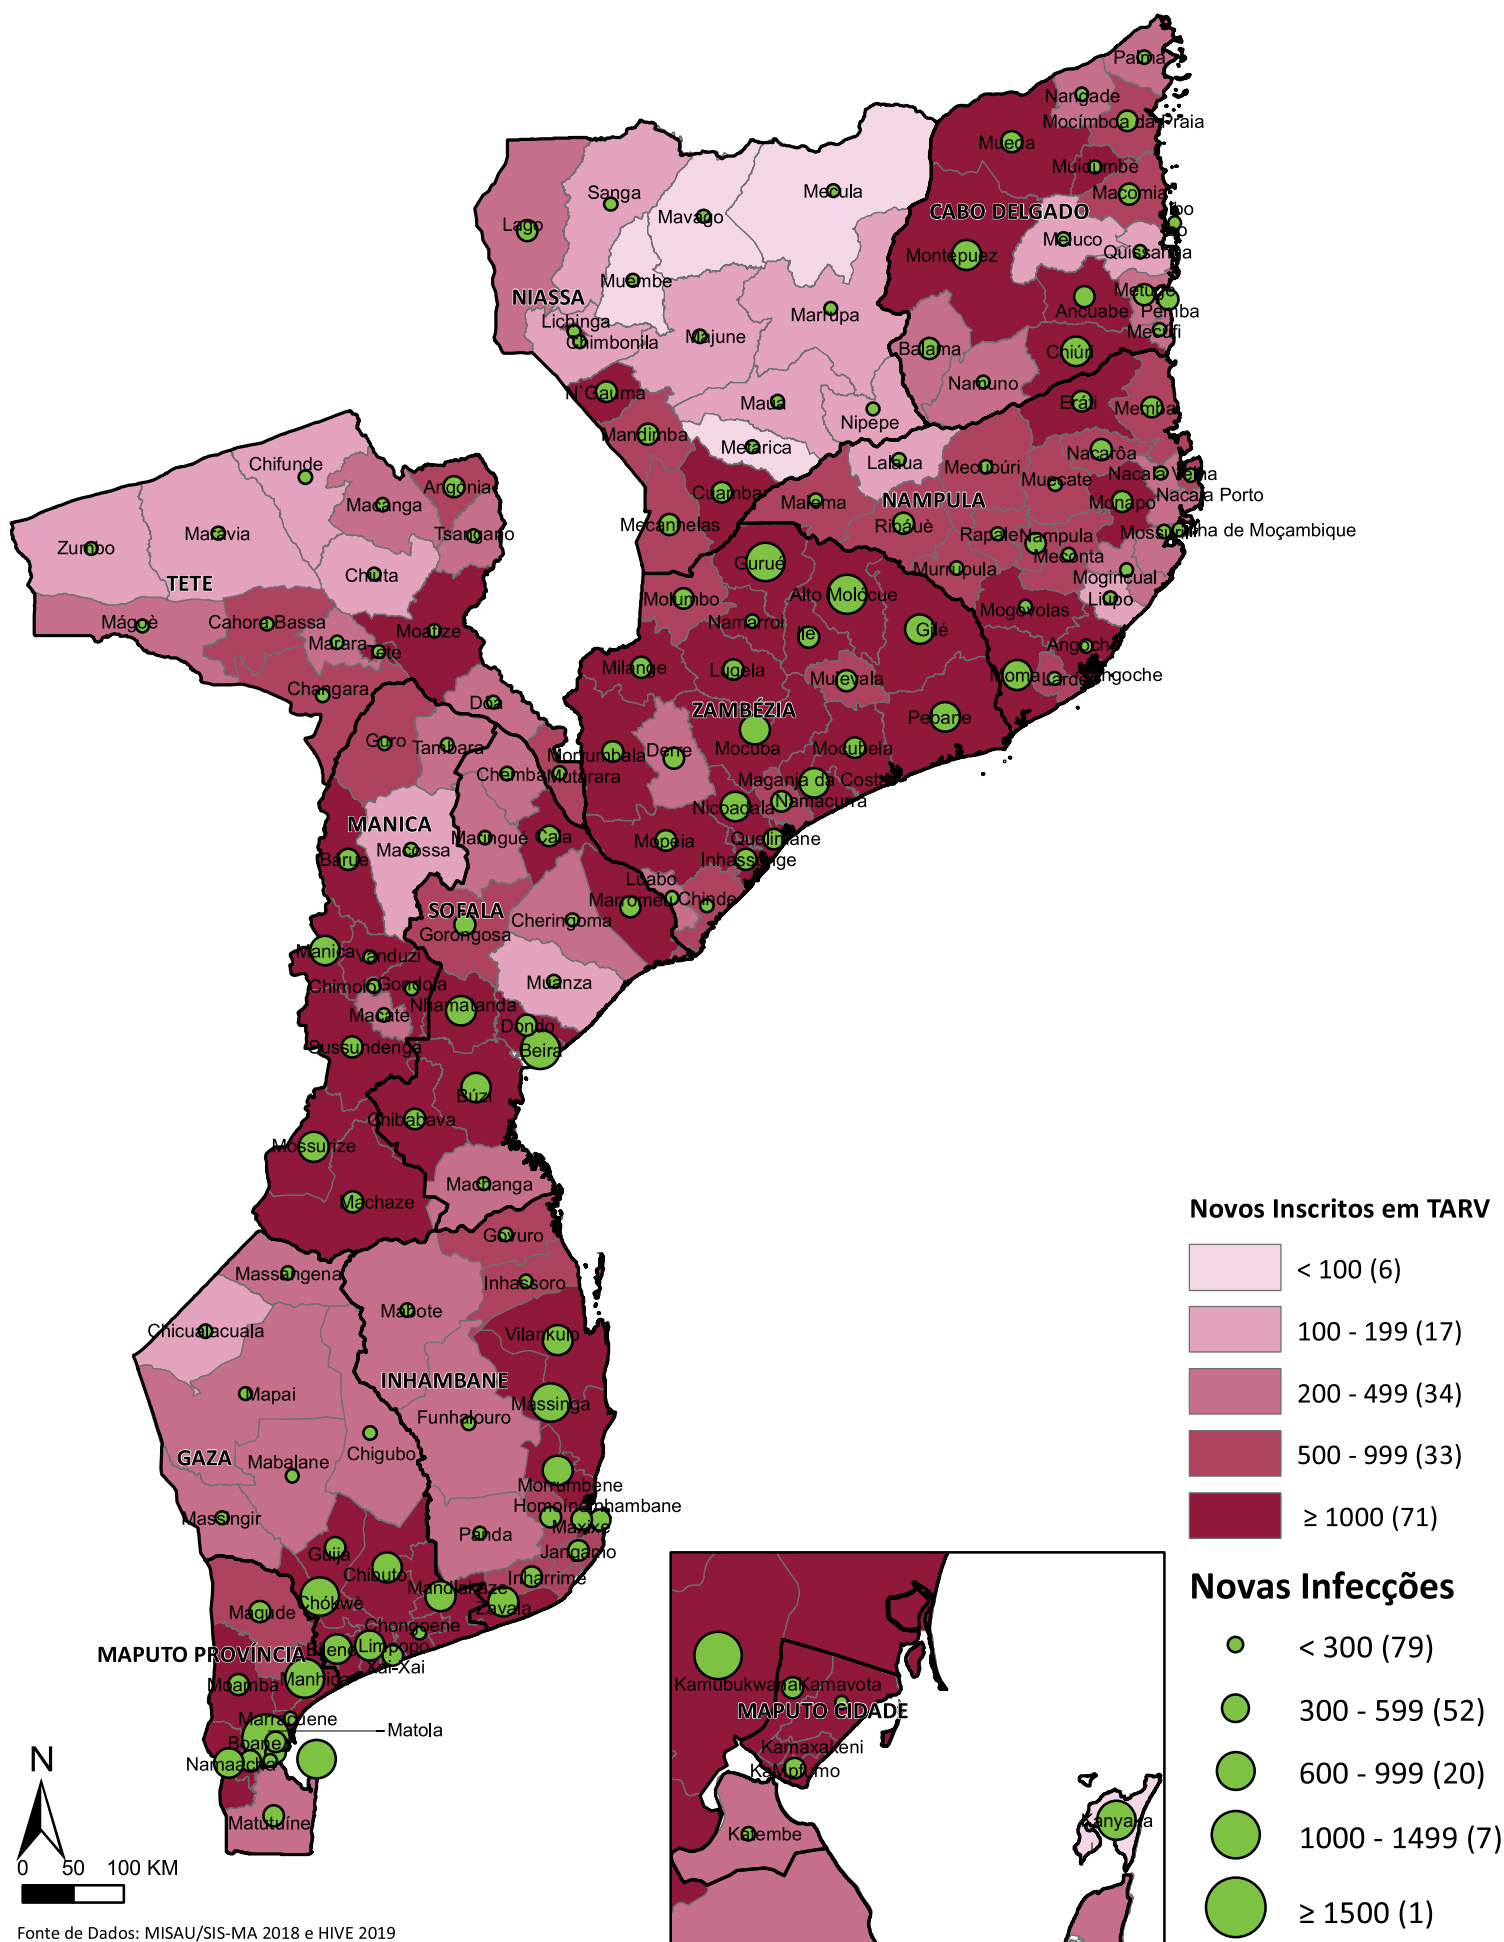 Palma
Nangade
Mocímboa da Praia
Mueda
Muidumbe
Macomia
Mecula
Sanga
Mavago
CABO DELGADO
Ibo
Lago
Meluco
Quissanga
Montepuez
Muembe
Metuge
NIASSA
Ancuabe
Pemba
Marrupa
Lichinga
Mecufi
Chimbonila
Majune
Balama
Chiúri
Namuno
N`Gauma
Maua
Eráti
Memba
Nipepe
Mandimba
Metarica
Nacarôa
Chifunde
Lalaua
Mecubúri
Nacala Velha
Muecate
Angónia
Cuamba
Nacala Porto
Macanga
Malema
NAMPULA
Monapo
Mecanhelas
Ribáuè
Maravia
Tsangano
Rapale
Nampula
Mossuril
Ilha de Moçambique
Zumbo
Meconta
Gurué
Murrupula
Chiuta
Mogincual
TETE
Alto Molócue
Molumbo
Liupo
Mogovolas
Mágoè
Cahora Bassa
Namarroi
Moatize
Ile
Gilé
Marara
Angoche
Tete
Milange
Lugela
Mulevala
Moma
Larde
Angoche
Changara
Doa
ZAMBÉZIA
Pebane
Guro
Tambara
Mocuba
Mocubela
Morrumbala
Derre
Chemba
Mutarara
Maganja da Costa
Nicoadala
Namacurra
MANICA
Maringué
Caia
Mopeia
Quelimane
Macossa
Barue
Inhassunge
Luabo
Marromeu
Chinde
SOFALA
Cheringoma
Gorongosa
Manica
Vanduzi
Muanza
Chimoio
Gondola
Nhamatanda
Macate
Dondo
Sussundenga
Beira
Búzi
Chibabava
Mossurize
Machanga
Machaze
Govuro
Massangena
Inhassoro
Mabote
Chicualacuala
Vilankulo
INHAMBANE
Mapai
Massinga
Funhalouro
Chigubo
GAZA
Mabalane
Morrumbene
Homoíne
Inhambane
Massingir
Maxixe
Panda
Guija
Jangamo
Chibuto
Inharrime
Mandlakaze
Chókwè
Zavala
Magude
Chongoene
Limpopo
MAPUTO PROVÍNCIA
Bilene
Xai-Xai
Moamba
Manhiça
Marracuene
Matola
Boane
Namaacha
Matutuíne
Kamubukwana
Kamavota
MAPUTO CIDADE
Kamaxakeni
KaMpfumo
Katembe
Kanyaka
Novos Inscritos em TARV
< 100 (6)
100 - 199 (17)
200 - 499 (34)
500 - 999 (33)
≥ 1000 (71)
Novas Infecções
< 300 (79)
300 - 599 (52)
600 - 999 (20)
1000 - 1499 (7)
≥ 1500 (1)
N
0 50 100 KM
Fonte de Dados: MISAU/SIS-MA 2018 e HIVE 2019